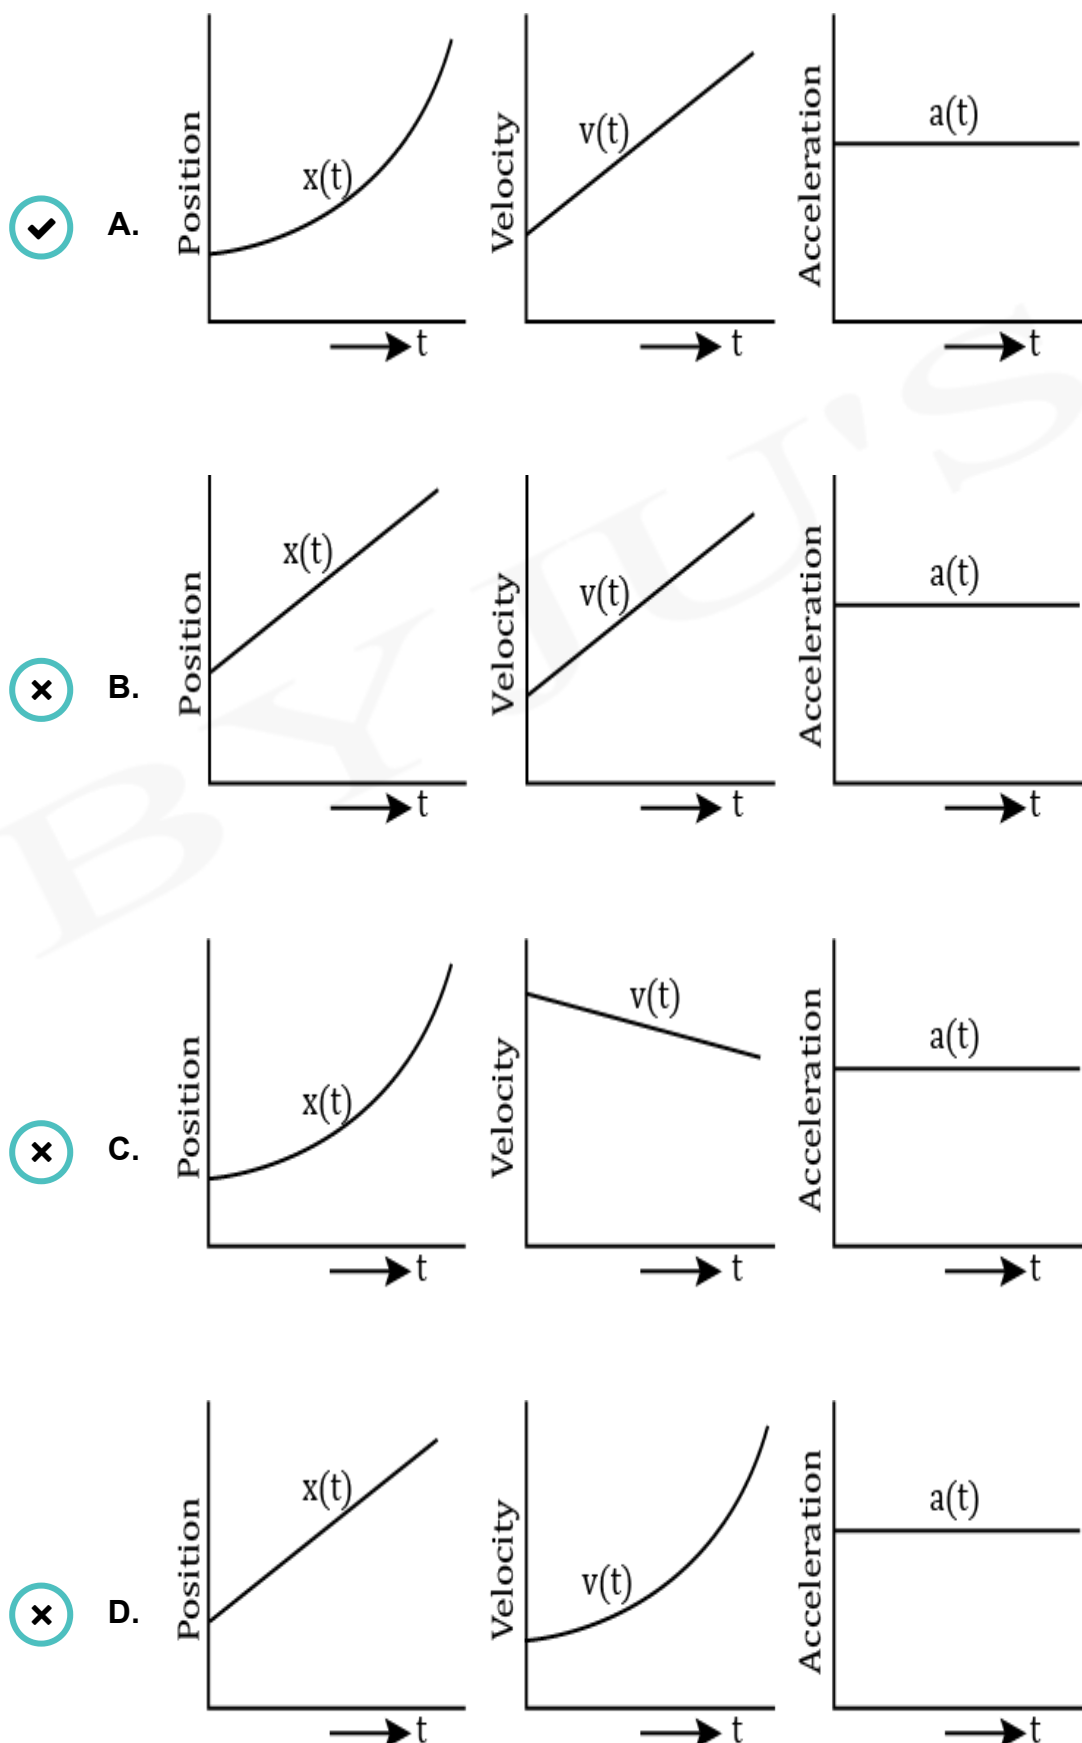 A.
Position
x(t)
t
Velocity
v(t)
t
Acceleration
a(t)
t
B.
Position
x(t)
t
Velocity
v(t)
t
Acceleration
a(t)
t
C.
Position
x(t)
t
Velocity
v(t)
t
Acceleration
a(t)
t
D.
Position
x(t)
t
Velocity
v(t)
t
Acceleration
a(t)
t
BYJU'S